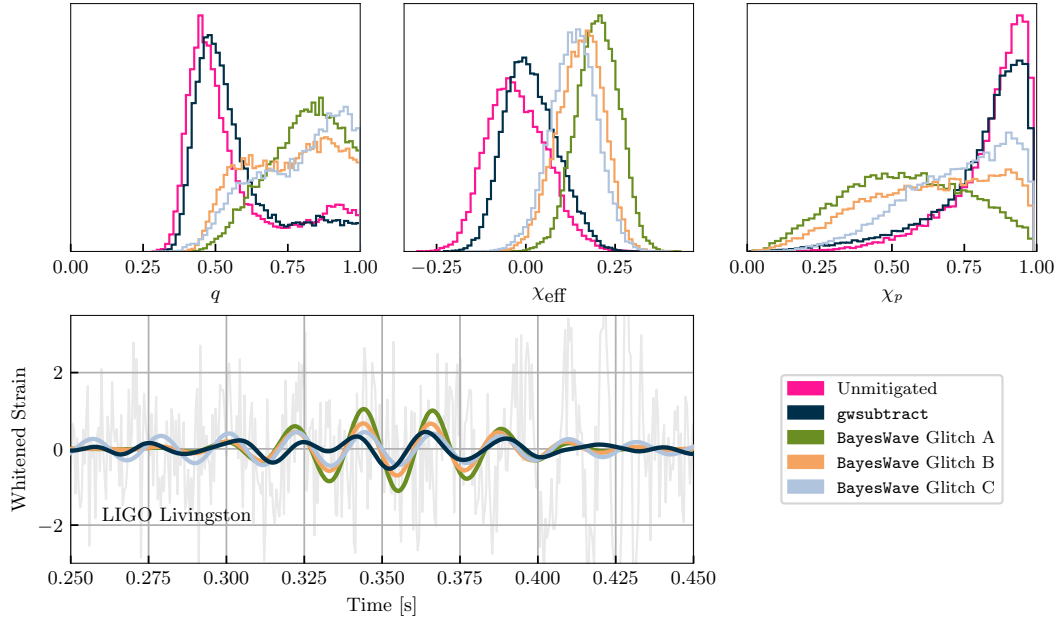 0.00 0.25 0.50 0.75 1.00
q
−0.25 0.00 0.25
χeff
0.00 0.25 0.50 0.75 1.00
χp
Whitened Strain
2
0
−2
LIGO Livingston
0.250 0.275 0.300 0.325 0.350 0.375 0.400 0.425 0.450
Time [s]
Unmitigated
gwsubtract
BayesWave Glitch A
BayesWave Glitch B
BayesWave Glitch C